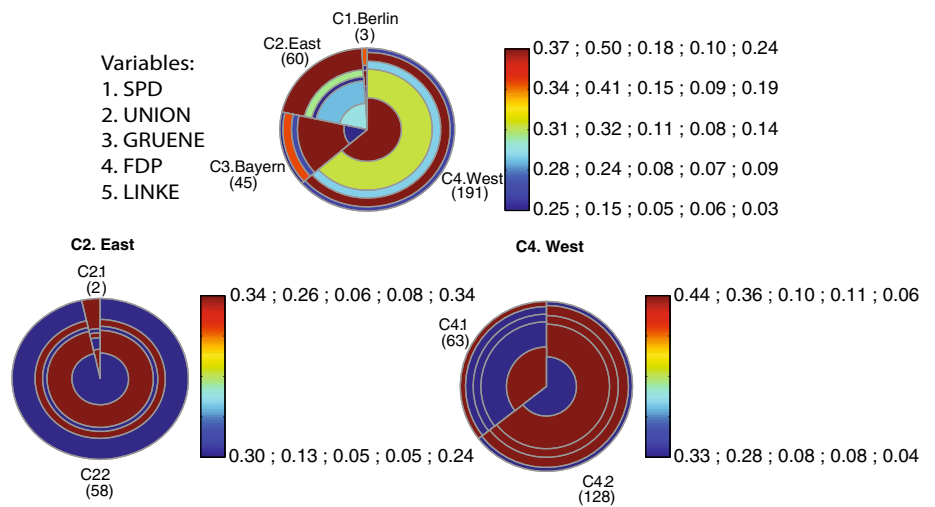 C1.Berlin
(3)
C2.East
(60)
Variables:
1. SPD
2. UNION
3. GRUENE
4. FDP
5. LINKE
C3.Bayern
(45)
C4.West
(191)
0.37 ; 0.50 ; 0.18 ; 0.10 ; 0.24
0.34 ; 0.41 ; 0.15 ; 0.09 ; 0.19
0.31 ; 0.32 ; 0.11 ; 0.08 ; 0.14
0.28 ; 0.24 ; 0.08 ; 0.07 ; 0.09
0.25 ; 0.15 ; 0.05 ; 0.06 ; 0.03
C2. East
C2.1
(2)
C2.2
(58)
0.34 ; 0.26 ; 0.06 ; 0.08 ; 0.34
0.30 ; 0.13 ; 0.05 ; 0.05 ; 0.24
C4. West
C4.1
(63)
C4.2
(128)
0.44 ; 0.36 ; 0.10 ; 0.11 ; 0.06
0.33 ; 0.28 ; 0.08 ; 0.08 ; 0.04